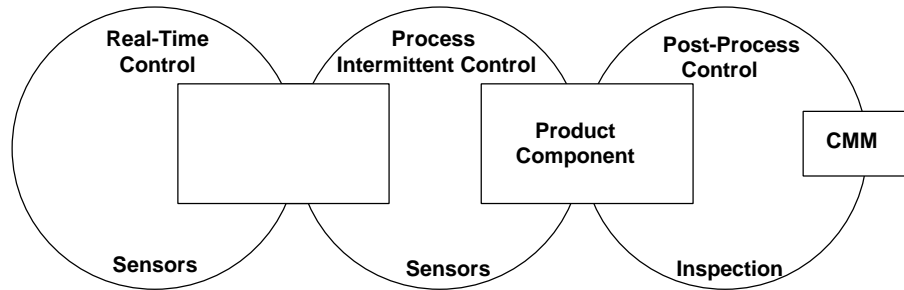 Real-Time
Control
Process
Intermittent Control
Post-Process
Control
Product
Component
CMM
Sensors
Sensors
Inspection